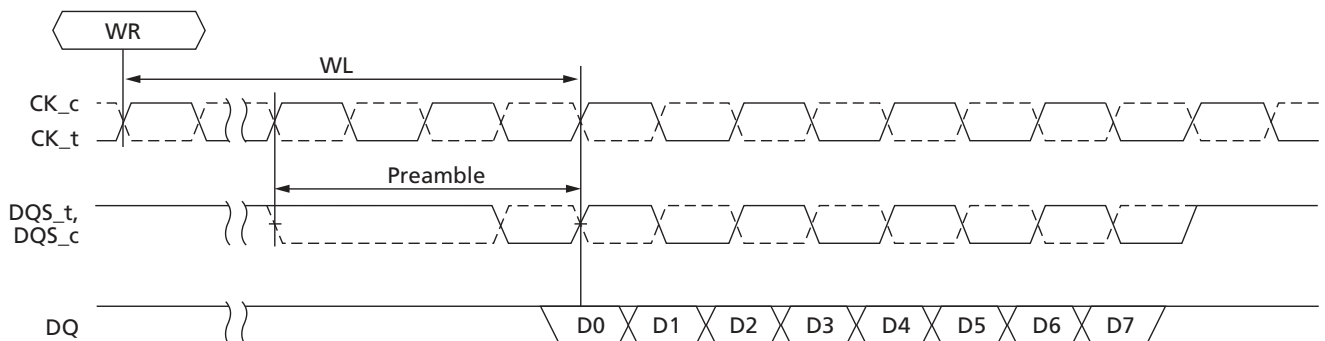 WR
WL
CK_c
CK_t
Preamble
DQS_t,
DQS_c
DQ
D0 D1 D2 D3 D4 D5 D6 D7